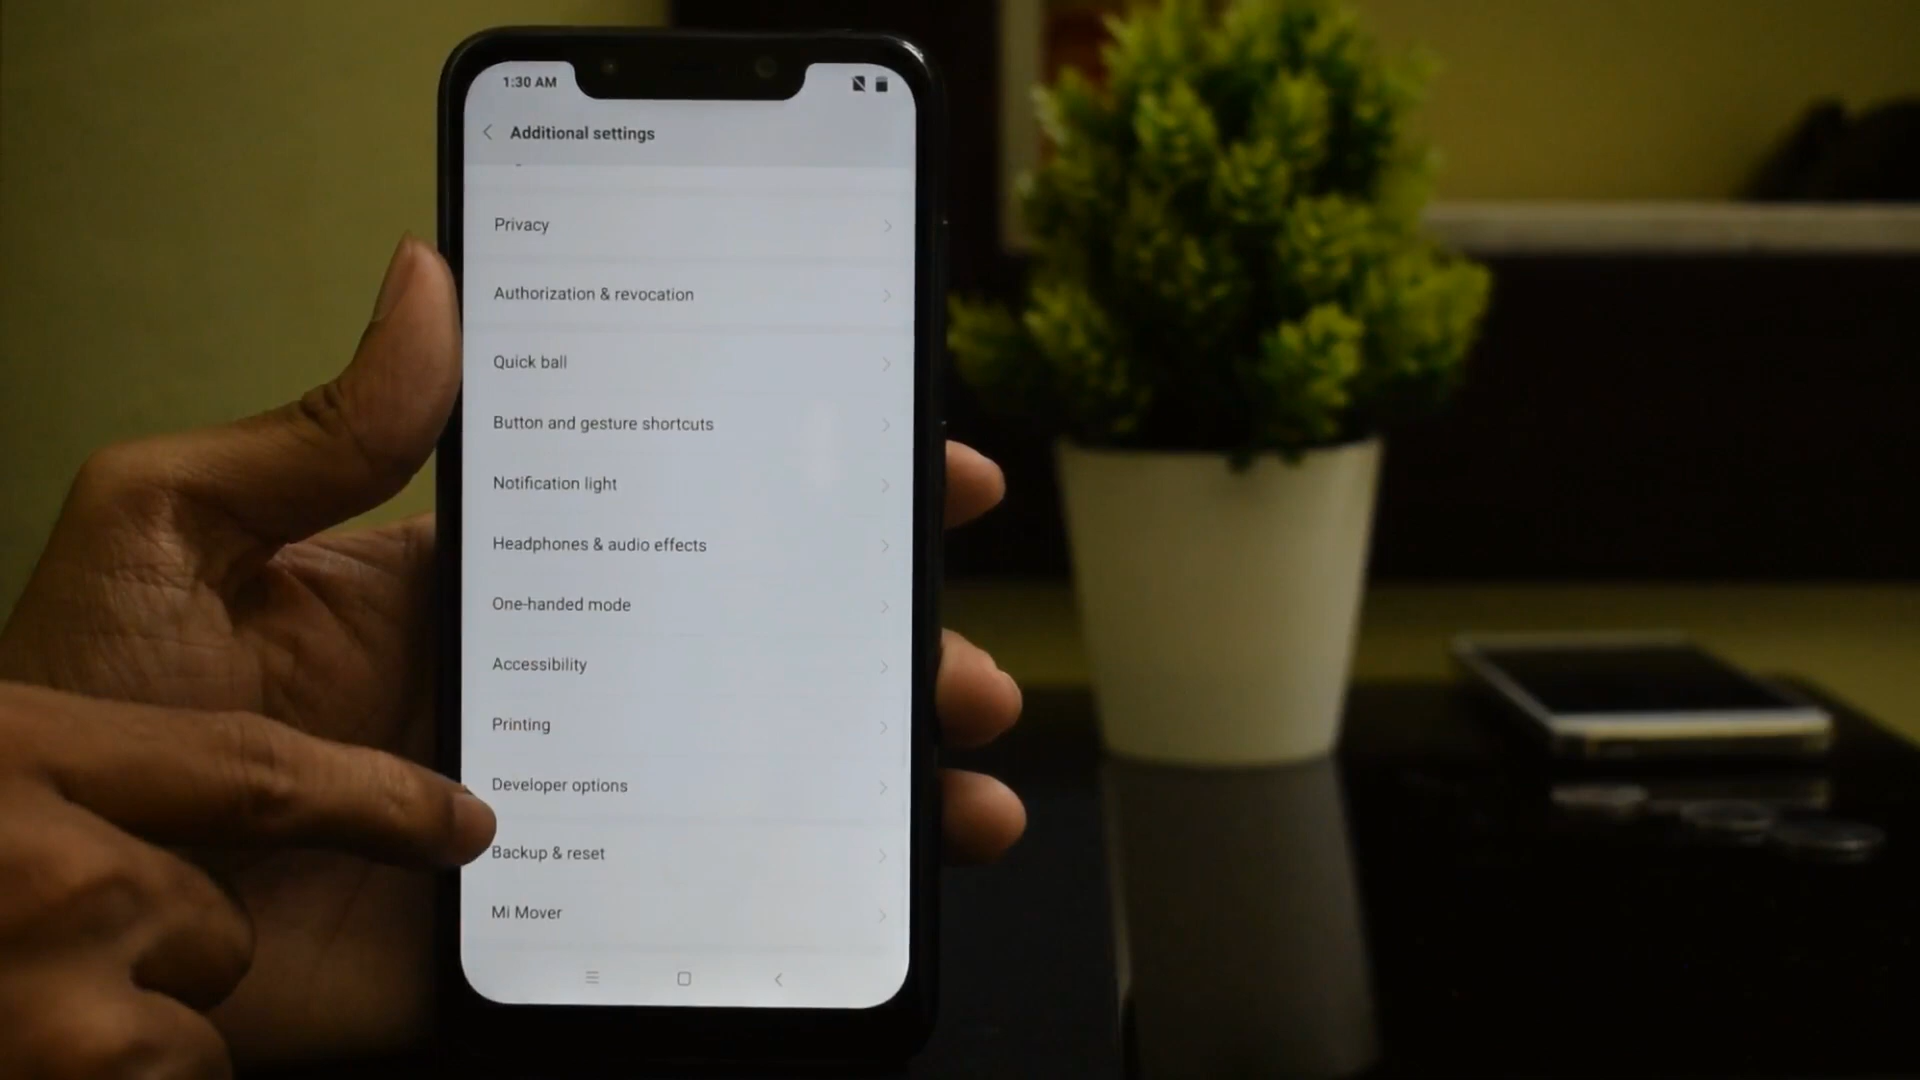 1:30 AM
Additional settings
Privacy
Authorization & revocation
Quick ball
Button and gesture shortcuts
Notification light
Headphones & audio effects
One-handed mode
Accessibility
Printing
Developer options
Backup & reset
Mi Mover